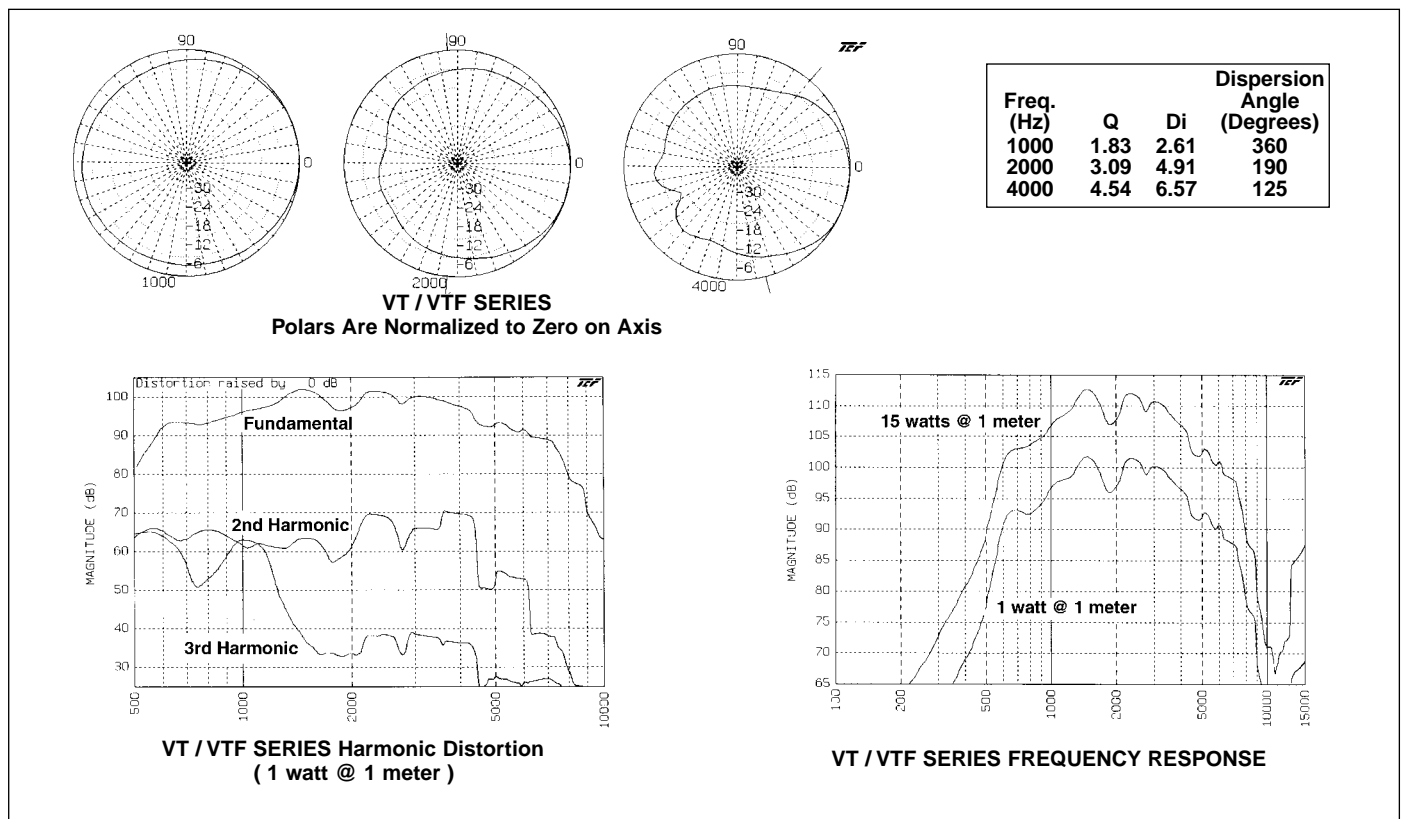 90
0
-30
-24
-18
-12
-6
1000
90
0
-30
-24
-18
-12
-6
2000
90
TEF
0
-30
-24
-18
-12
-6
4000
VT / VTF SERIES
Polars Are Normalized to Zero on Axis
Freq. (Hz) Q Di Dispersion Angle (Degrees)
1000 1.83 2.61 360
2000 3.09 4.91 190
4000 4.54 6.57 125
Distortion raised by 0 dB
TEF
MAGNITUDE (dB)
100
90
80
70
60
50
40
30
Fundamental
2nd Harmonic
3rd Harmonic
500
1000
2000
5000
10000
VT / VTF SERIES Harmonic Distortion
( 1 watt @ 1 meter )
TEF
MAGNITUDE (dB)
115
110
105
100
95
90
85
80
75
70
65
15 watts @ 1 meter
1 watt @ 1 meter
100
200
500
1000
2000
5000
10000
15000
VT / VTF SERIES FREQUENCY RESPONSE